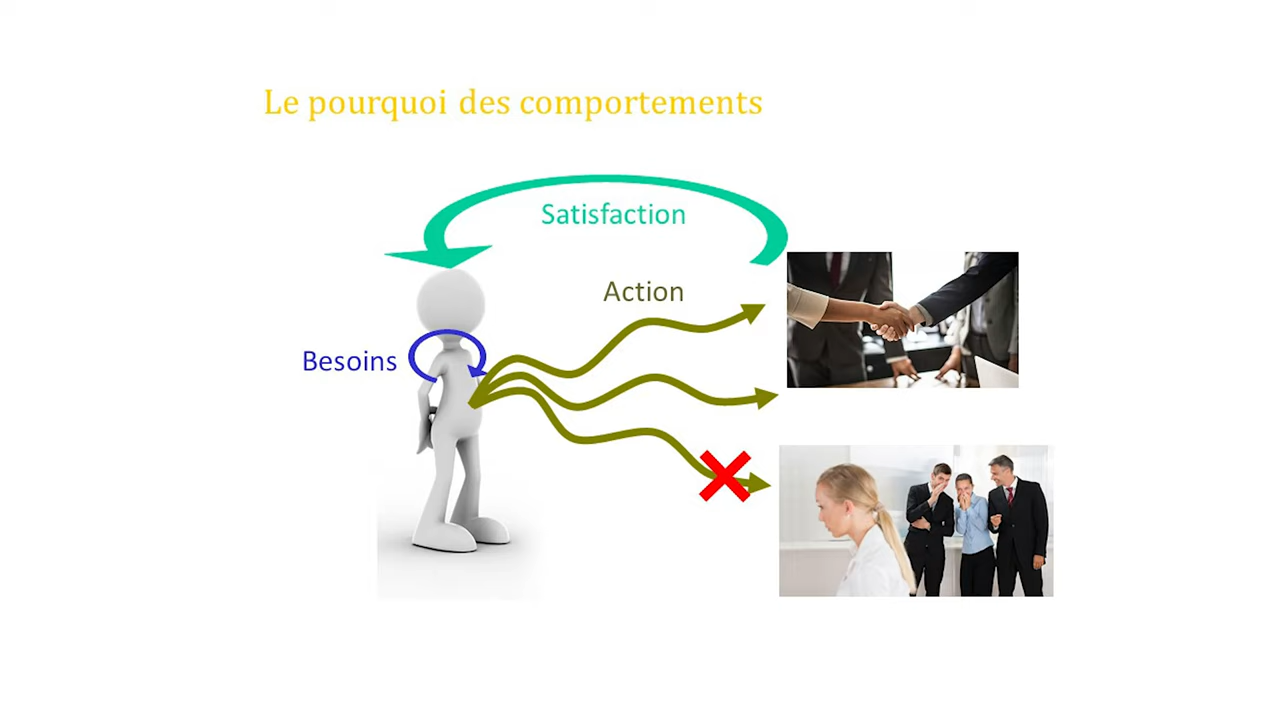 Le pourquoi des comportements
Satisfaction
Action
Besoins